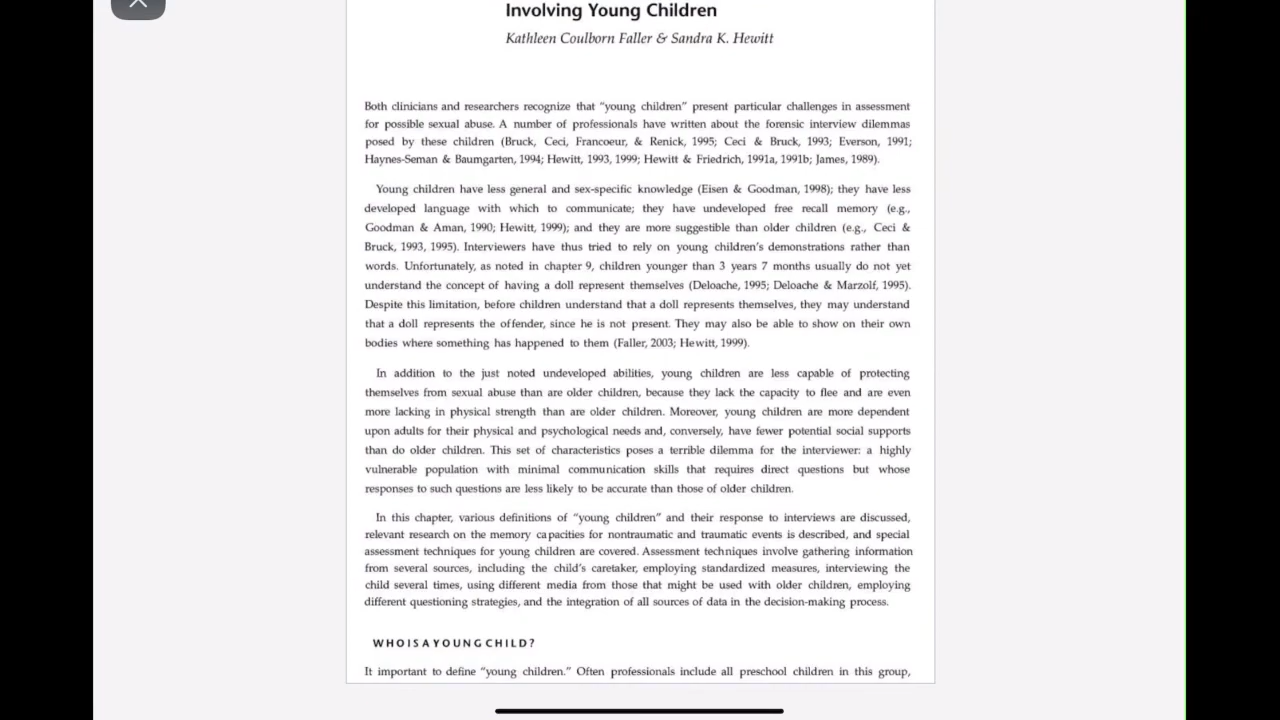 Involving Young Children
Kathleen Coulborn Faller & Sandra K. Hewitt
Both clinicians and researchers recognize that “young children” present particular challenges in assessment
for possible sexual abuse. A number of professionals have written about the forensic interview dilemmas
posed by these children (Bruck, Ceci, Francoeur, & Renick, 1995; Ceci & Bruck, 1993; Everson, 1991;
Haynes-Seman & Baumgarten, 1994; Hewitt, 1993, 1999; Hewitt & Friedrich, 1991a, 1991b; James, 1989).
Young children have less general and sex-specific knowledge (Eisen & Goodman, 1998); they have less
developed language with which to communicate; they have undeveloped free recall memory (e.g.,
Goodman & Aman, 1990; Hewitt, 1999); and they are more suggestible than older children (e.g., Ceci &
Bruck, 1993, 1995). Interviewers have thus tried to rely on young children’s demonstrations rather than
words. Unfortunately, as noted in chapter 9, children younger than 3 years 7 months usually do not yet
understand the concept of having a doll represent themselves (Deloache, 1995; Deloache & Marzolf, 1995).
Despite this limitation, before children understand that a doll represents themselves, they may understand
that a doll represents the offender, since he is not present. They may also be able to show on their own
bodies where something has happened to them (Faller, 2003; Hewitt, 1999).
In addition to the just noted undeveloped abilities, young children are less capable of protecting
themselves from sexual abuse than are older children, because they lack the capacity to flee and are even
more lacking in physical strength than are older children. Moreover, young children are more dependent
upon adults for their physical and psychological needs and, conversely, have fewer potential social supports
than do older children. This set of characteristics poses a terrible dilemma for the interviewer: a highly
vulnerable population with minimal communication skills that requires direct questions but whose
responses to such questions are less likely to be accurate than those of older children.
In this chapter, various definitions of “young children” and their response to interviews are discussed,
relevant research on the memory capacities for nontraumatic and traumatic events is described, and special
assessment techniques for young children are covered. Assessment techniques involve gathering information
from several sources, including the child’s caretaker, employing standardized measures, interviewing the
child several times, using different media from those that might be used with older children, employing
different questioning strategies, and the integration of all sources of data in the decision-making process.
WHO IS A YOUNG CHILD?
It important to define “young children.” Often professionals include all preschool children in this group,